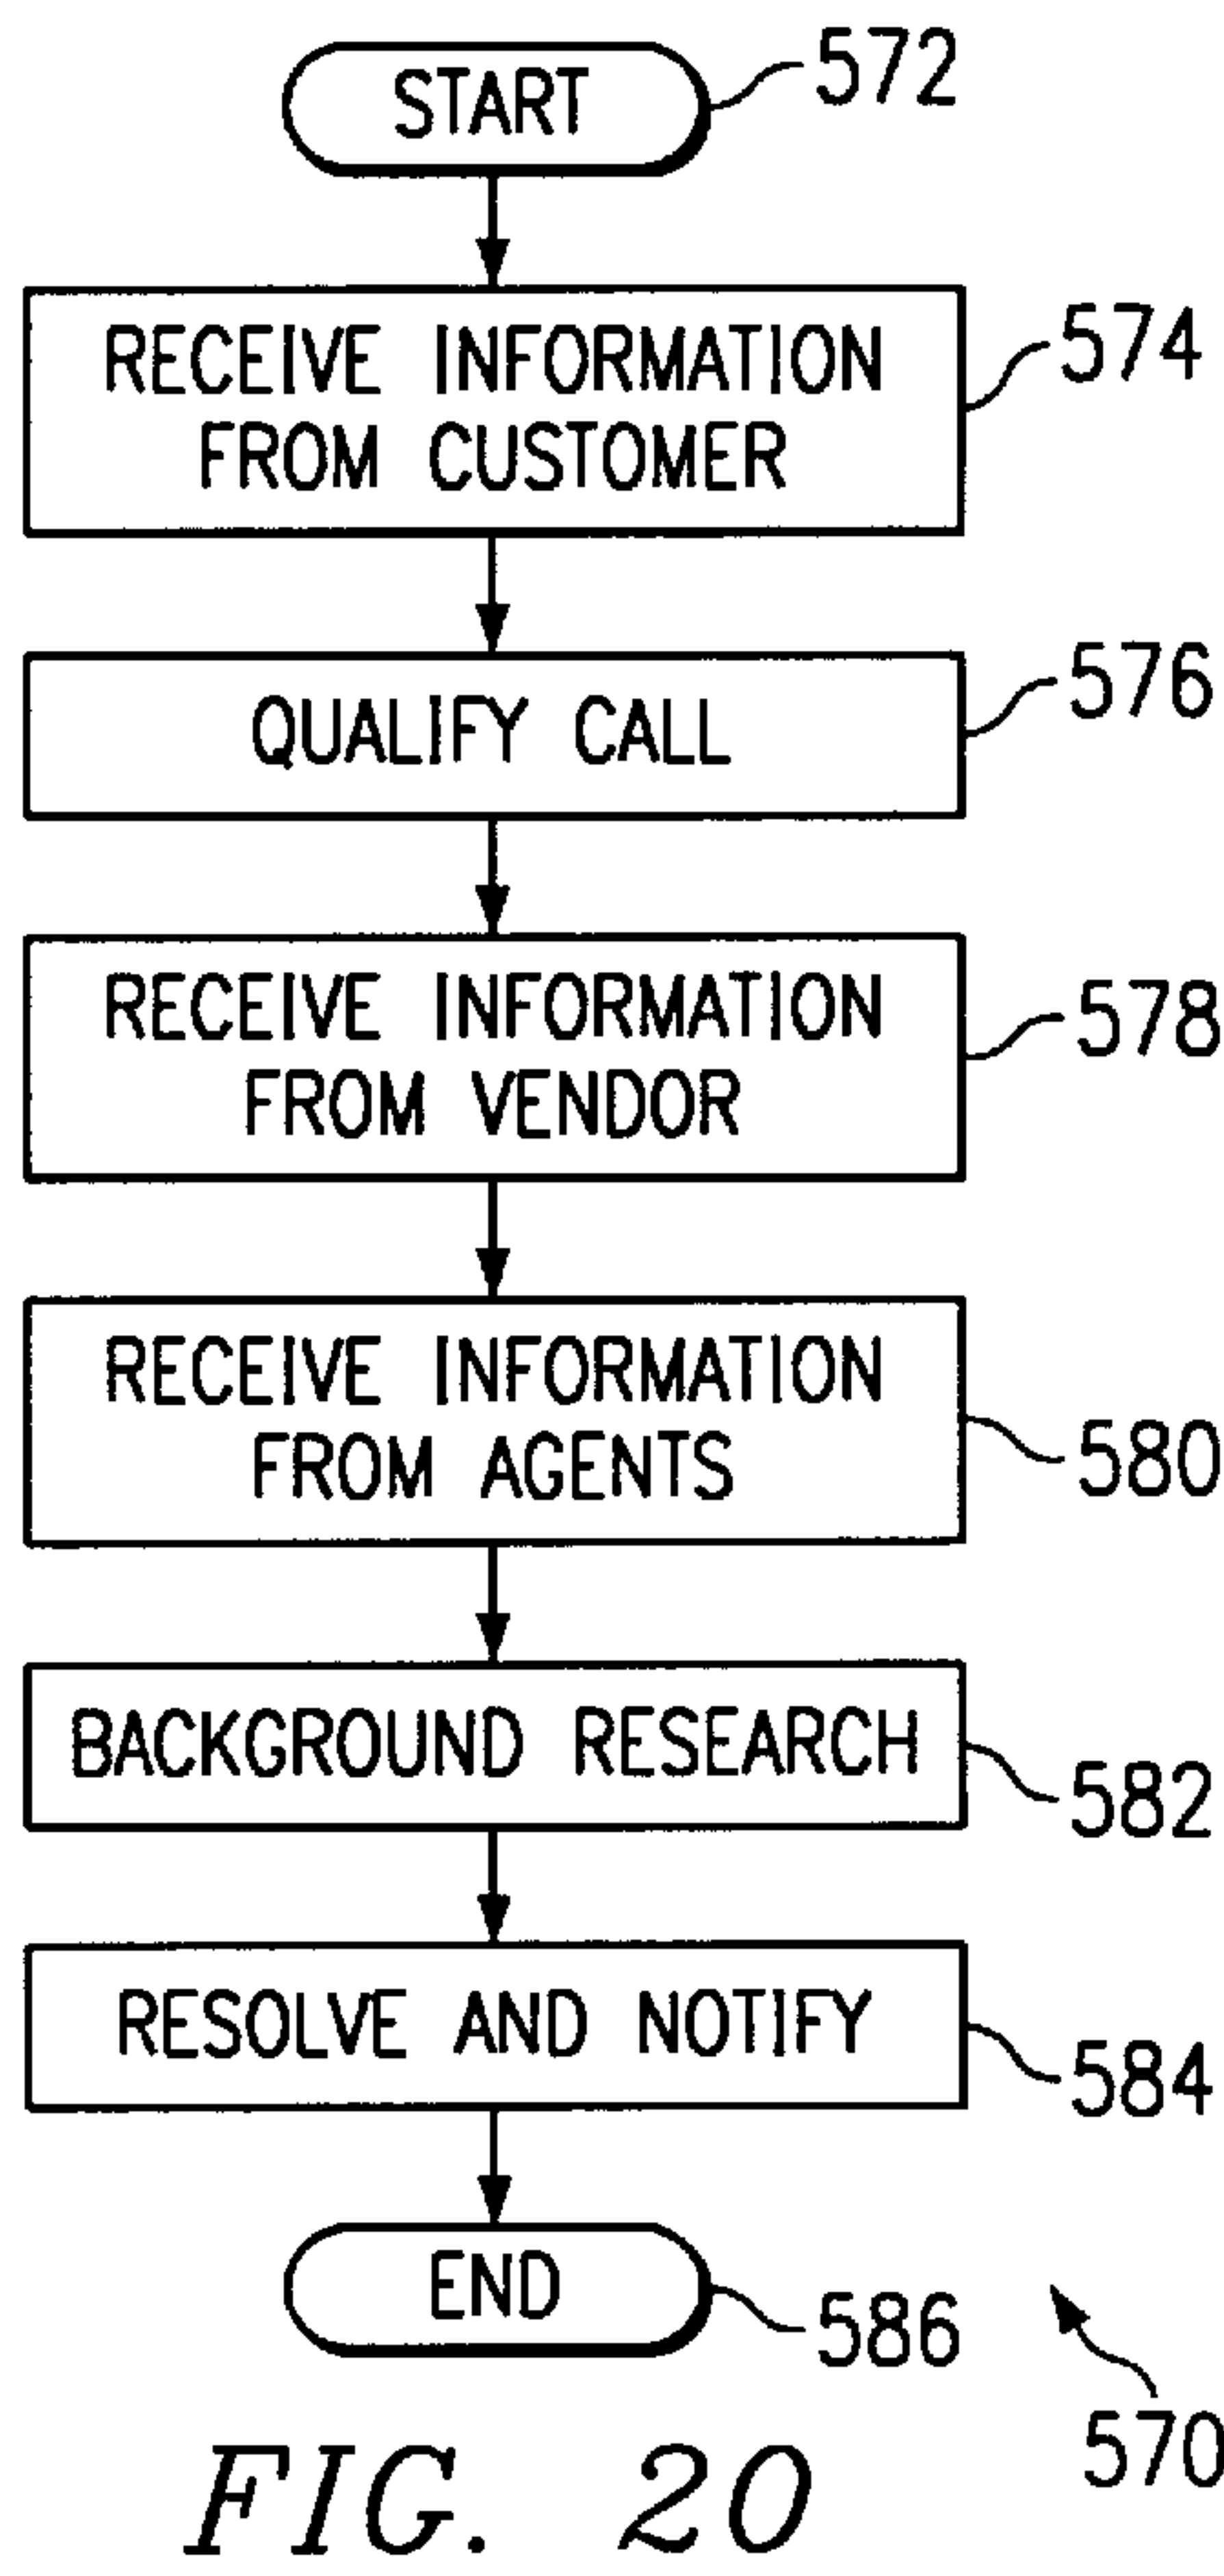 START
572
RECEIVE INFORMATION
FROM CUSTOMER
574
QUALIFY CALL
576
RECEIVE INFORMATION
FROM VENDOR
578
RECEIVE INFORMATION
FROM AGENTS
580
BACKGROUND RESEARCH
582
RESOLVE AND NOTIFY
584
END
586
570
FIG. 20